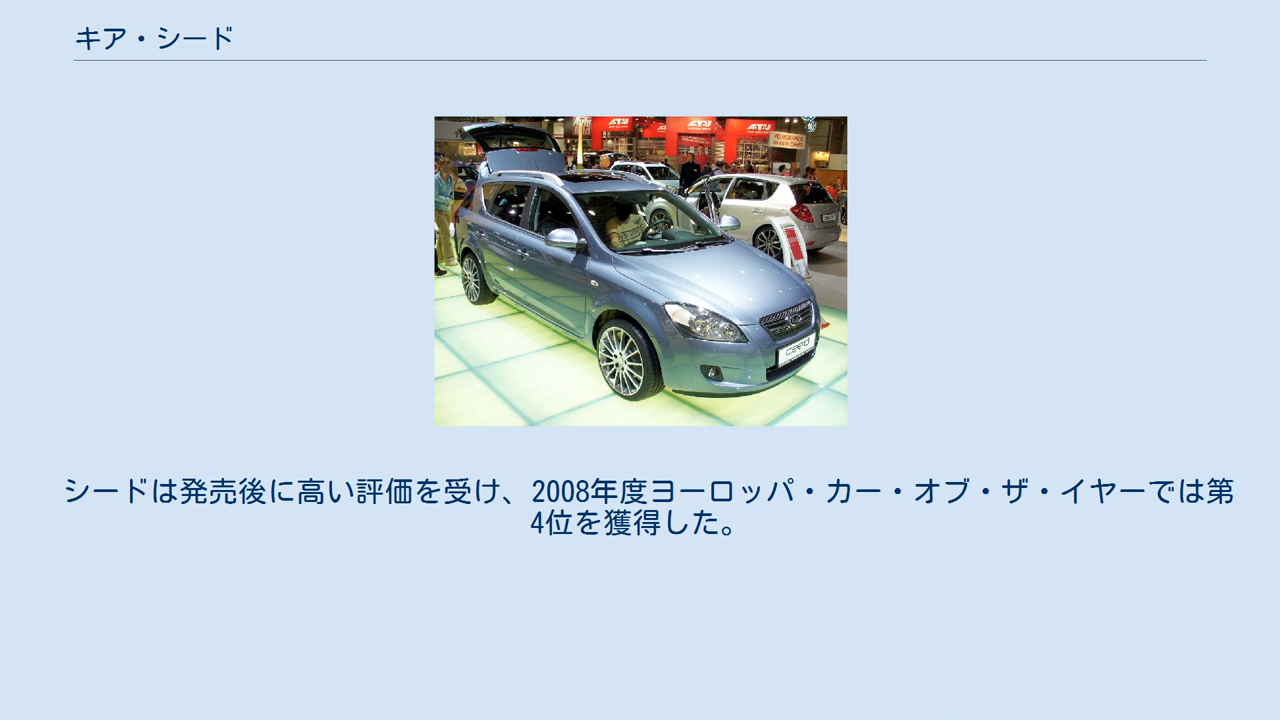 キア・シード
シードは発売後に高い評価を受け、2008年度ヨーロッパ・カー・オブ・ザ・イヤーでは第
4位を獲得した。
cee'd